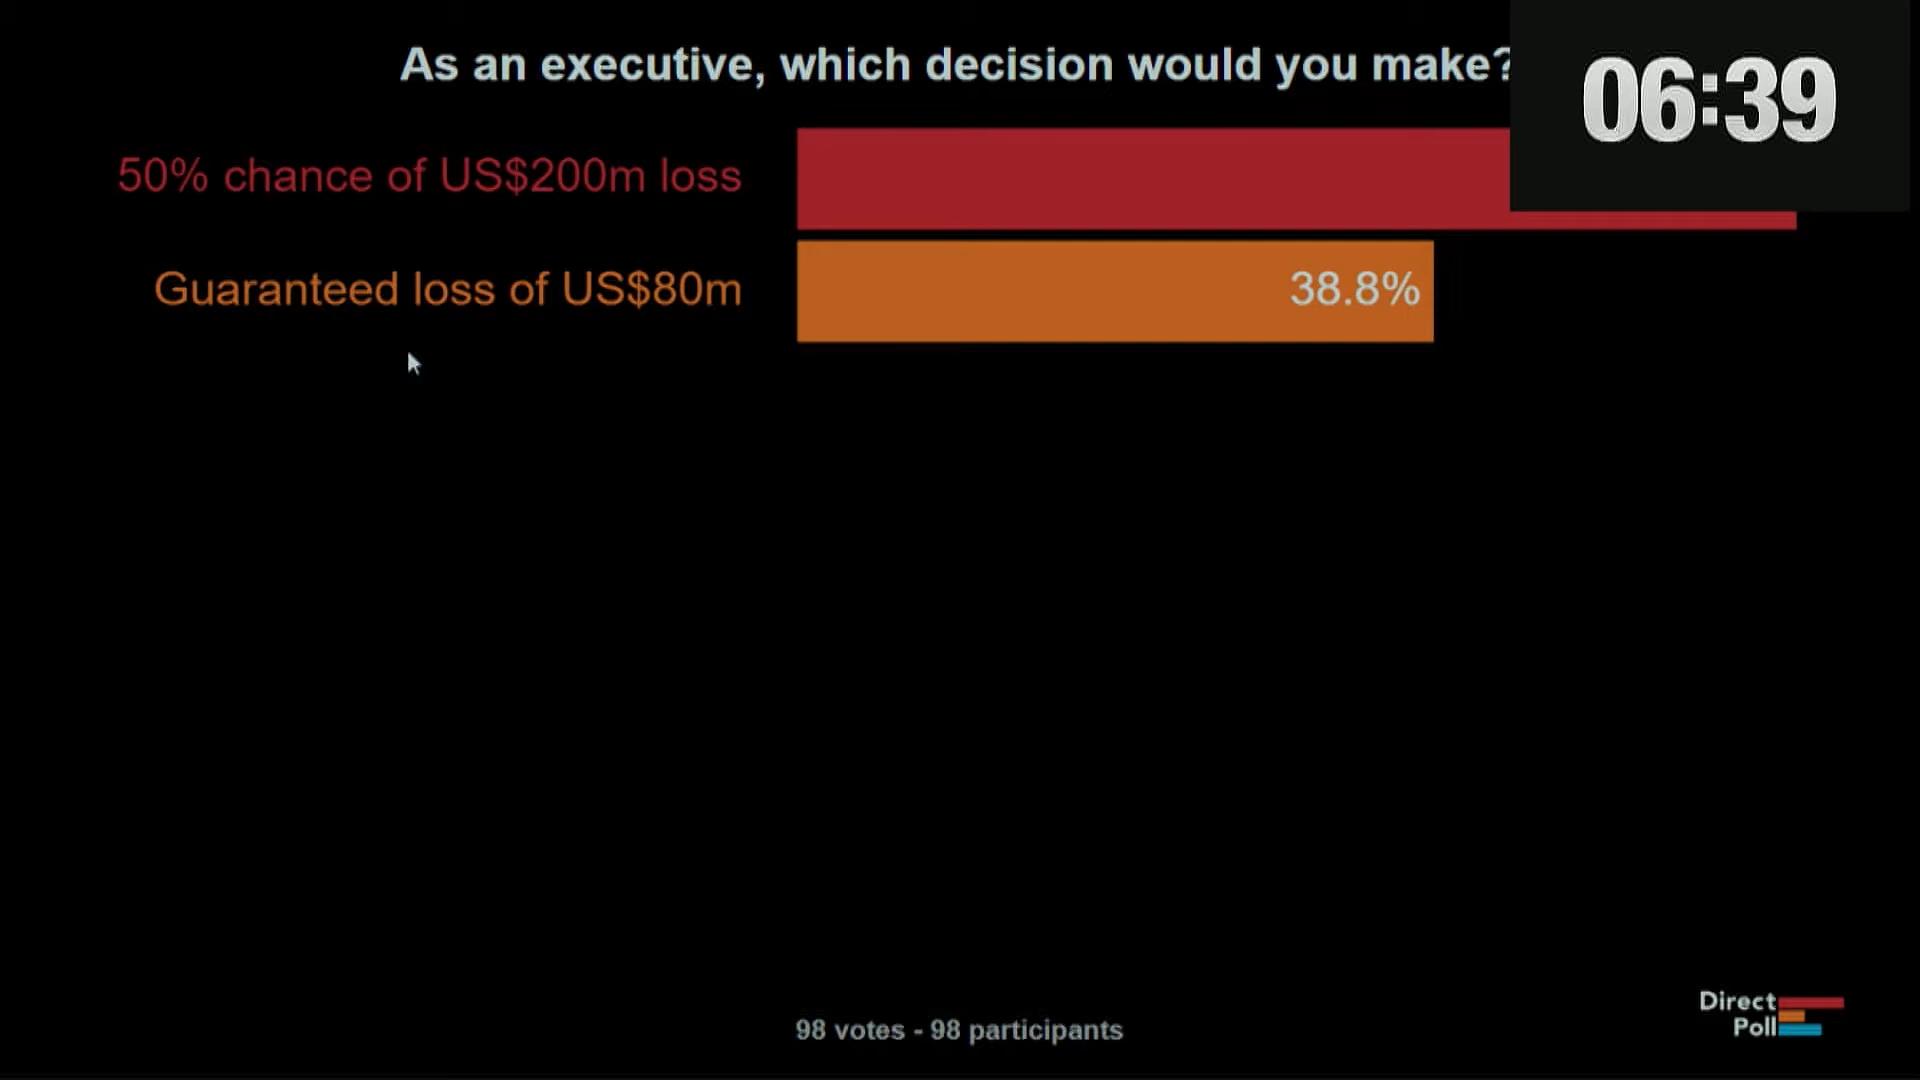 As an executive, which decision would you make?
06:39
50% chance of US$200m loss
Guaranteed loss of US$80m
38.8%
98 votes - 98 participants
Direct
Poll